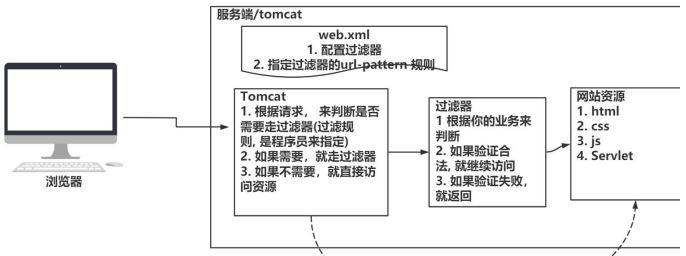 服务端/tomcat
web.xml
1. 配置过滤器
2. 指定过滤器的url-pattern 规则
浏览器
Tomcat
1. 根据请求， 来判断是否
需要走过滤器(过滤规
则, 是程序员来指定)
2. 如果需要，就走过滤器
3. 如果不需要，就直接访
问资源
过滤器
1 根据你的业务来
判断
2. 如果验证合
法, 就继续访问
3. 如果验证失败，
就返回
网站资源
1. html
2. css
3. js
4. Servlet